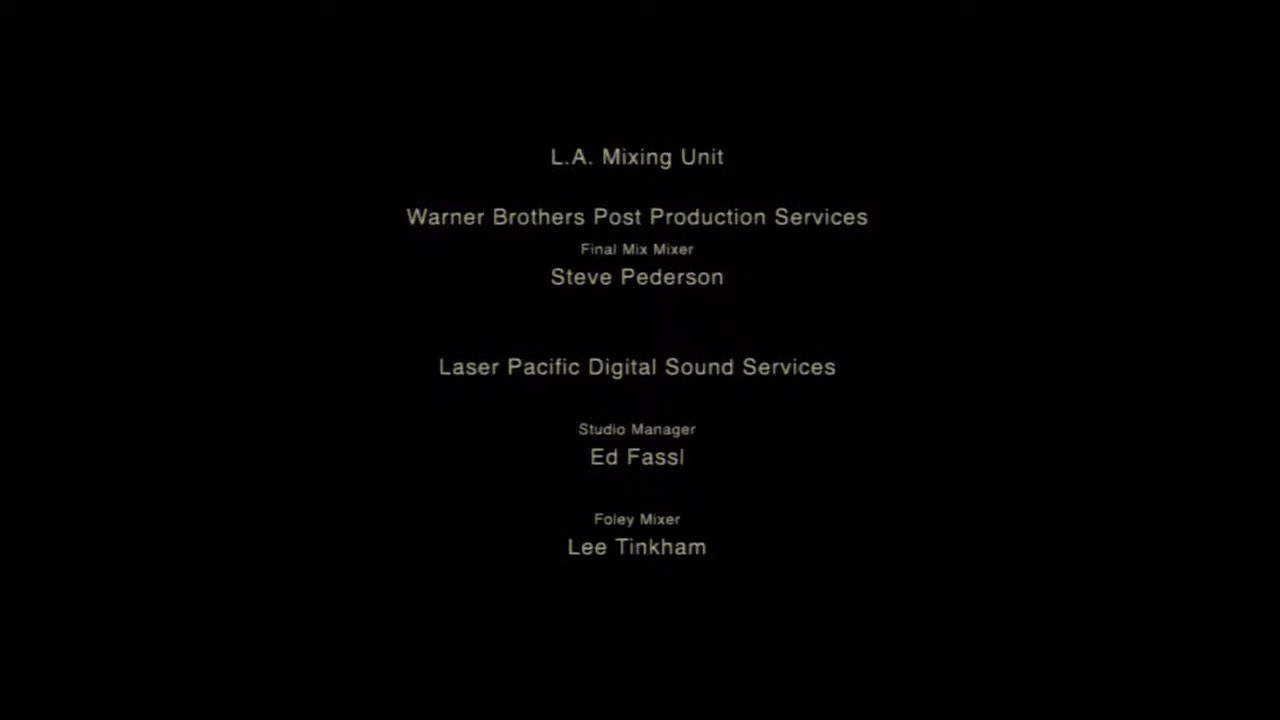 L.A. Mixing Unit
Warner Brothers Post Production Services
Final Mix Mixer
Steve Pederson
Laser Pacific Digital Sound Services
Studio Manager
Ed Fassl
Foley Mixer
Lee Tinkham